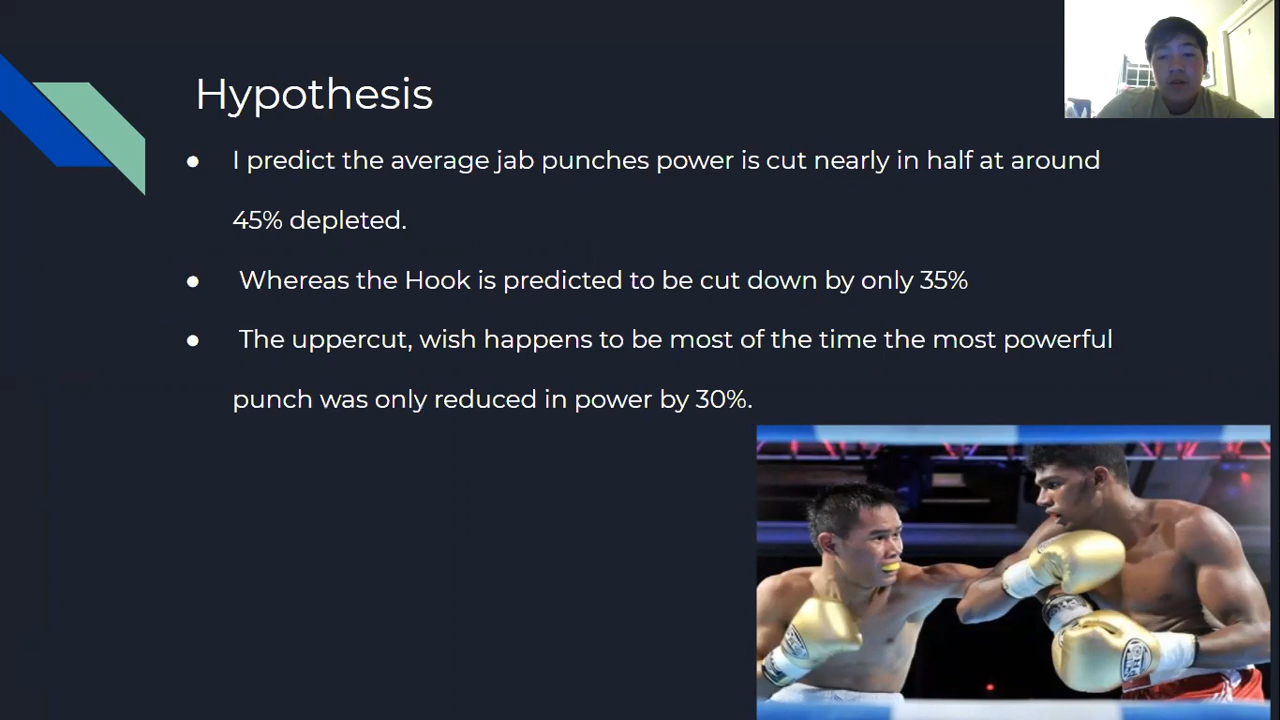 Hypothesis
● I predict the average jab punches power is cut nearly in half at around
45% depleted.
● Whereas the Hook is predicted to be cut down by only 35%
● The uppercut, wish happens to be most of the time the most powerful
punch was only reduced in power by 30%.